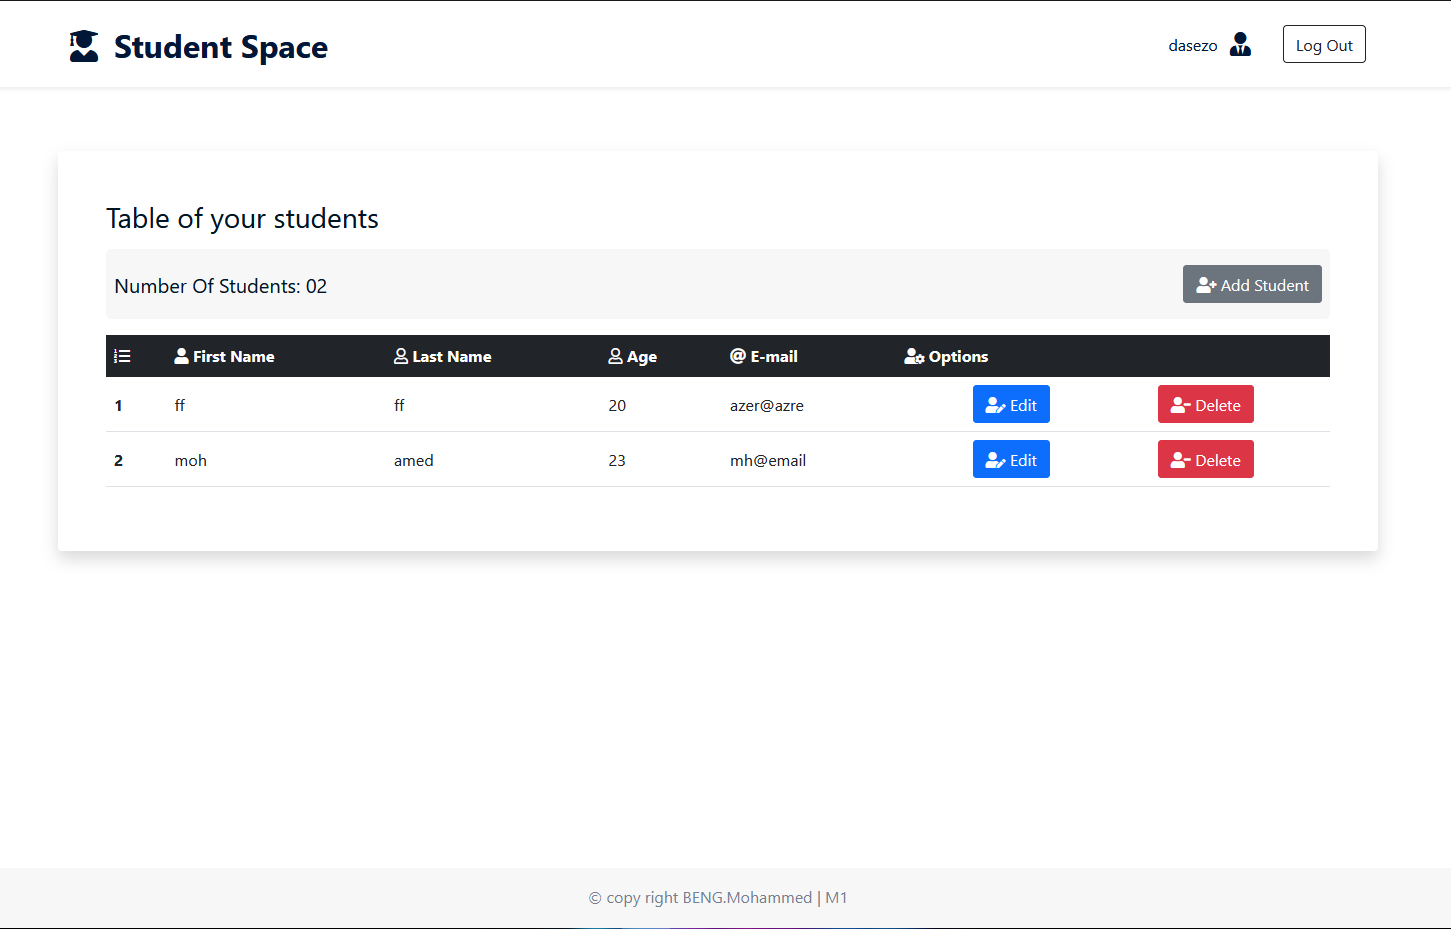 Student Space
dasezo Log Out
Table of your students
Number Of Students: 02 Add Student
First Name Last Name Age E-mail Options
1 ff ff 20 azer@azre Edit Delete
2 moh amed 23 mh@email Edit Delete
© copy right BENG.Mohammed | M1